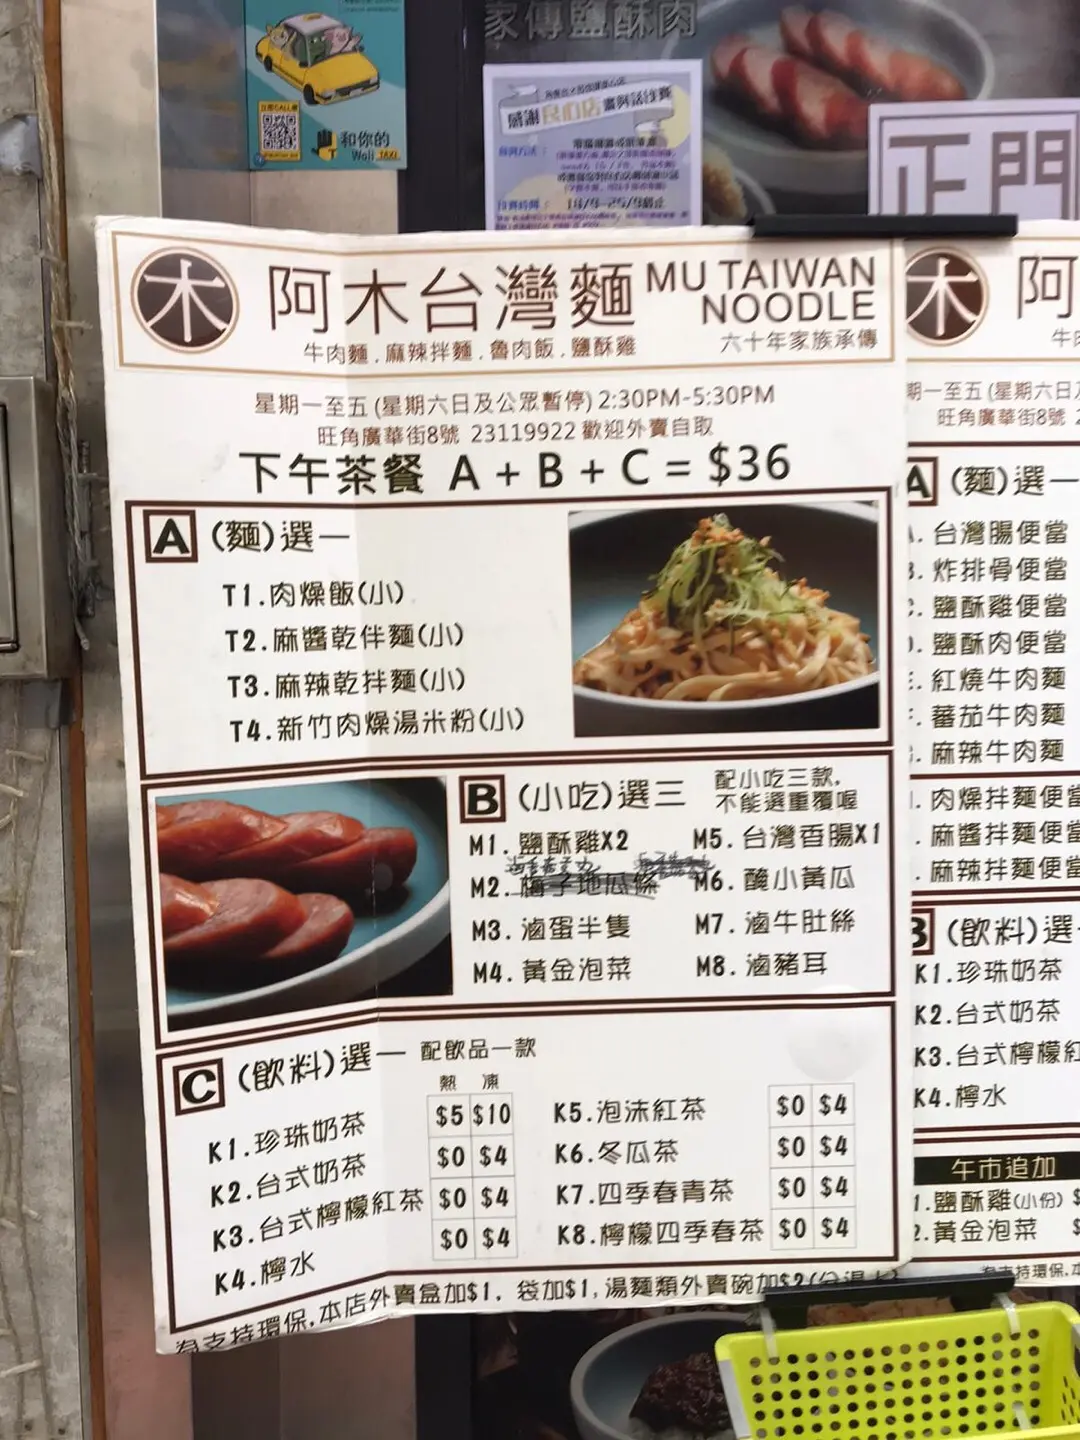 家傳鹽酥肉
和你的
Woli TAXI
感謝
正門
木
阿木台灣麵
MU TAIWAN
NOODLE
牛肉麵 . 麻辣拌麵 . 魯肉飯 . 鹽酥雞
六十年家族承傳
星期一至五 (星期六日及公眾暫停) 2:30PM-5:30PM
旺角廣華街8號 23119922 歡迎外賣自取
下午茶餐 A + B + C = $36
A (麵) 選一
T1.肉燥飯(小)
T2.麻醬乾伴麵(小)
T3.麻辣乾拌麵(小)
T4.新竹肉燥湯米粉(小)
B (小吃) 選三
配小吃三款,
不能選重覆喔
M1.鹽酥雞X2
M2.梅子地瓜條
M3.滷蛋半隻
M4.黃金泡菜
M5.台灣香腸X1
M6.醃小黃瓜
M7.滷牛肚絲
M8.滷豬耳
C (飲料) 選一 配飲品一款
熱 凍
K1.珍珠奶茶 $5 $10
K2.台式奶茶 $0 $4
K3.台式檸檬紅茶 $0 $4
K4.檸水 $0 $4
K5.泡沫紅茶 $0 $4
K6.冬瓜茶 $0 $4
K7.四季春青茶 $0 $4
K8.檸檬四季春茶 $0 $4
為支持環保,本店外賣盒加$1, 袋加$1,湯麵類外賣碗加$2
木
阿
牛
期一至五 (星期六日及
旺角廣華街8號
A (麵) 選一
台灣腸便當
炸排骨便當
鹽酥雞便當
鹽酥肉便當
紅燒牛肉麵
蕃茄牛肉麵
麻辣牛肉麵
肉燥拌麵便當
麻醬拌麵便當
麻辣拌麵便當
B (飲料) 選
K1.珍珠奶茶
K2.台式奶茶
K3.台式檸檬紅
K4.檸水
午市追加
1.鹽酥雞(小份) $
2.黃金泡菜
為支持環保,本